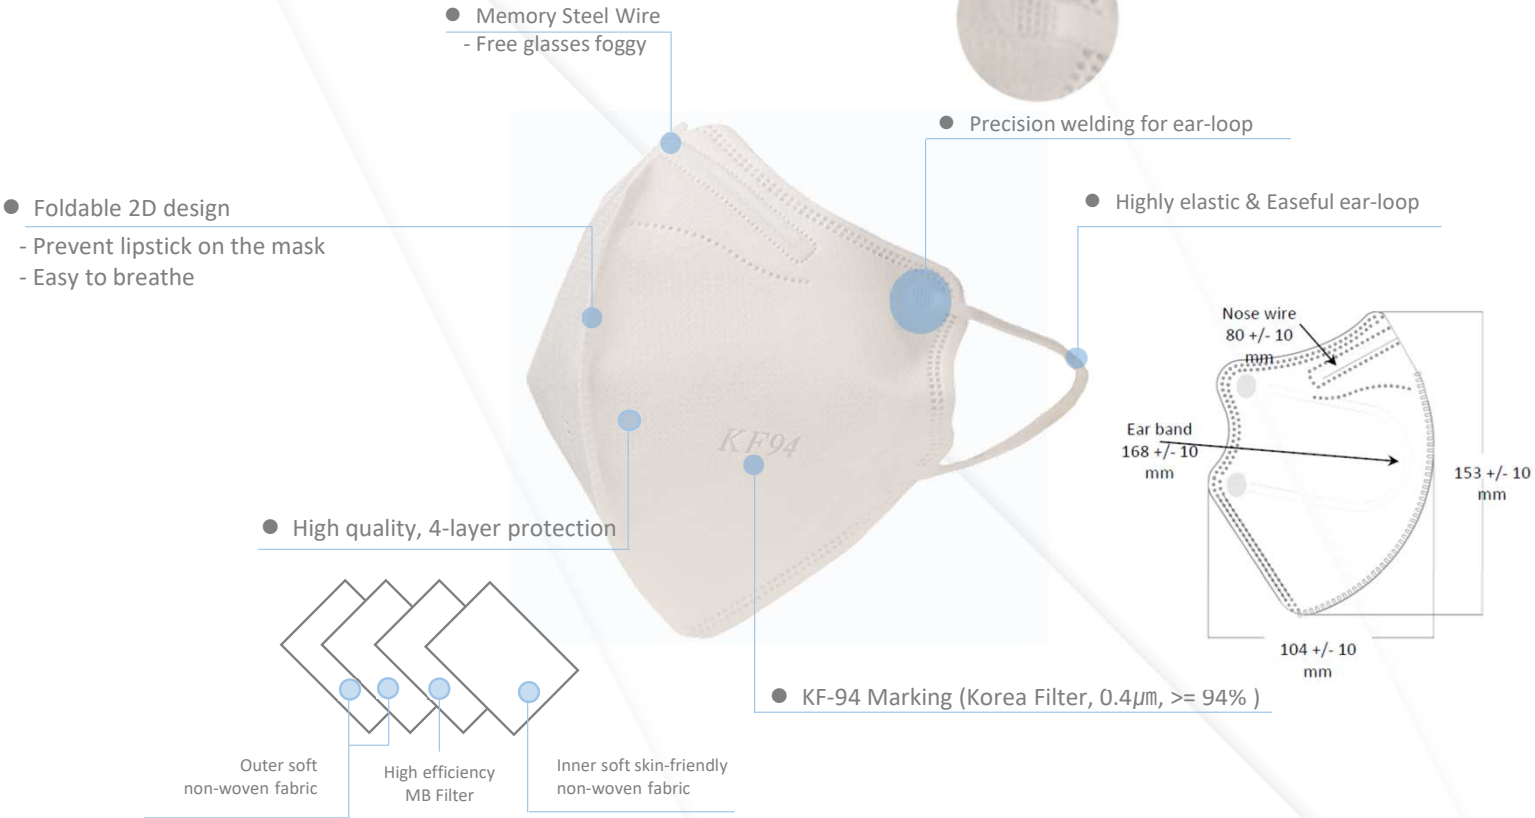 ● Memory Steel Wire
- Free glasses foggy
● Precision welding for ear-loop
● Highly elastic & Easeful ear-loop
● Foldable 2D design
- Prevent lipstick on the mask
- Easy to breathe
Nose wire
80 +/- 10
mm
Ear band
168 +/- 10
mm
153 +/- 10
mm
104 +/- 10
mm
KF94
● High quality, 4-layer protection
● KF-94 Marking (Korea Filter, 0.4㎛, >= 94% )
Outer soft
non-woven fabric
High efficiency
MB Filter
Inner soft skin-friendly
non-woven fabric